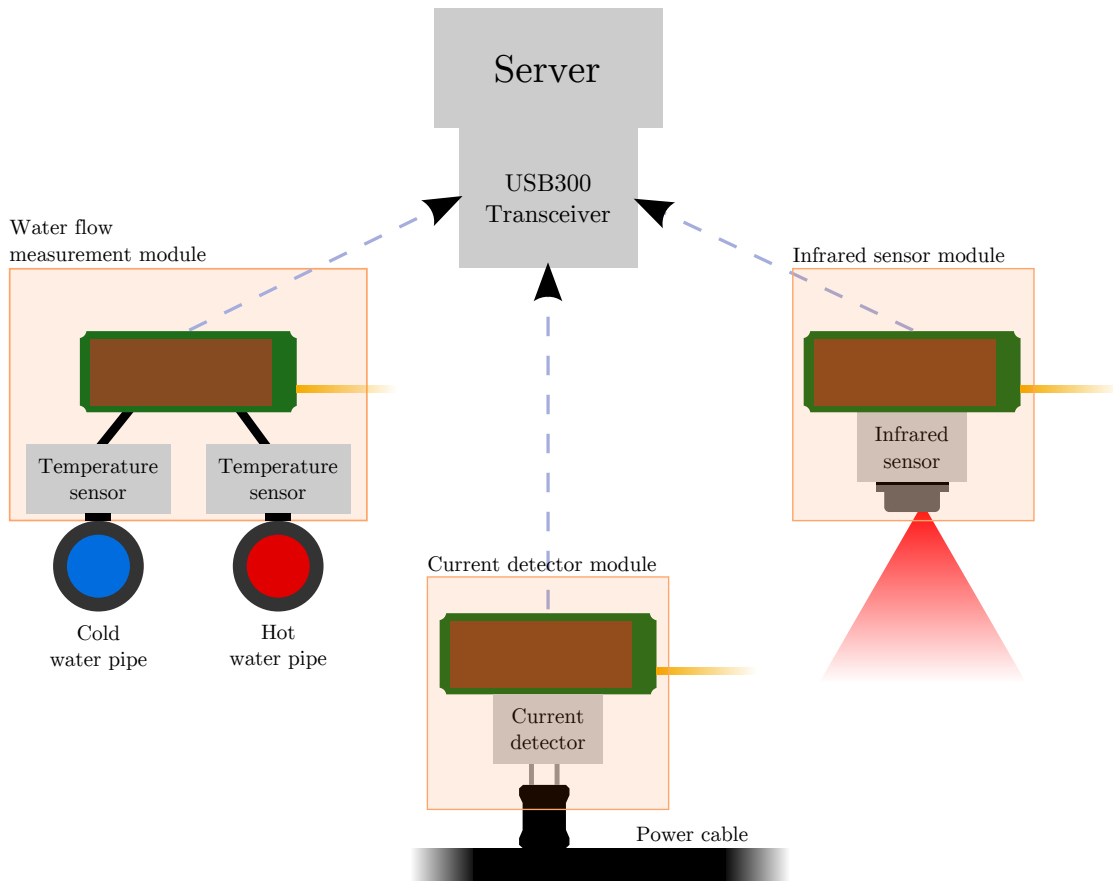 Server
USB300
Transceiver
Water flow
measurement module
Infrared sensor module
Infrared
sensor
Temperature
sensor
Temperature
sensor
Cold
water pipe
Hot
water pipe
Current detector module
Current
detector
Power cable